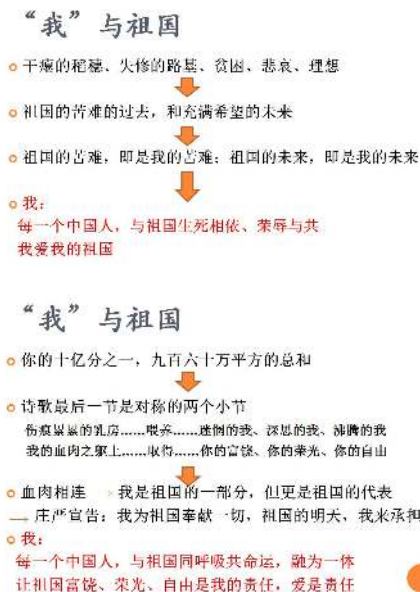 “我”与祖国
干瘪的稻穗、失修的路基、贫困、悲哀、理想
祖国的苦难的过去，和充满希望的未来
祖国的苦难，即是我的苦难；祖国的未来，即是我的未来
我：
每一个中国人，与祖国生死相依、荣辱与共
我爱我的祖国
“我”与祖国
你的十亿分之一，九百六十万平方的总和
诗歌最后一节是对称的两个小节
伤痕累累的乳房……喂养……迷惘的我、深思的我、沸腾的我
我的血肉之躯上……取得……你的富饶、你的荣光、你的自由
血肉相连 我是祖国的一部分，但更是祖国的代表
庄严宣告：我为祖国奉献一切，祖国的明天，我来承担
我：
每一个中国人，与祖国同呼吸共命运，融为一体
让祖国富饶、荣光、自由是我的责任，爱是责任